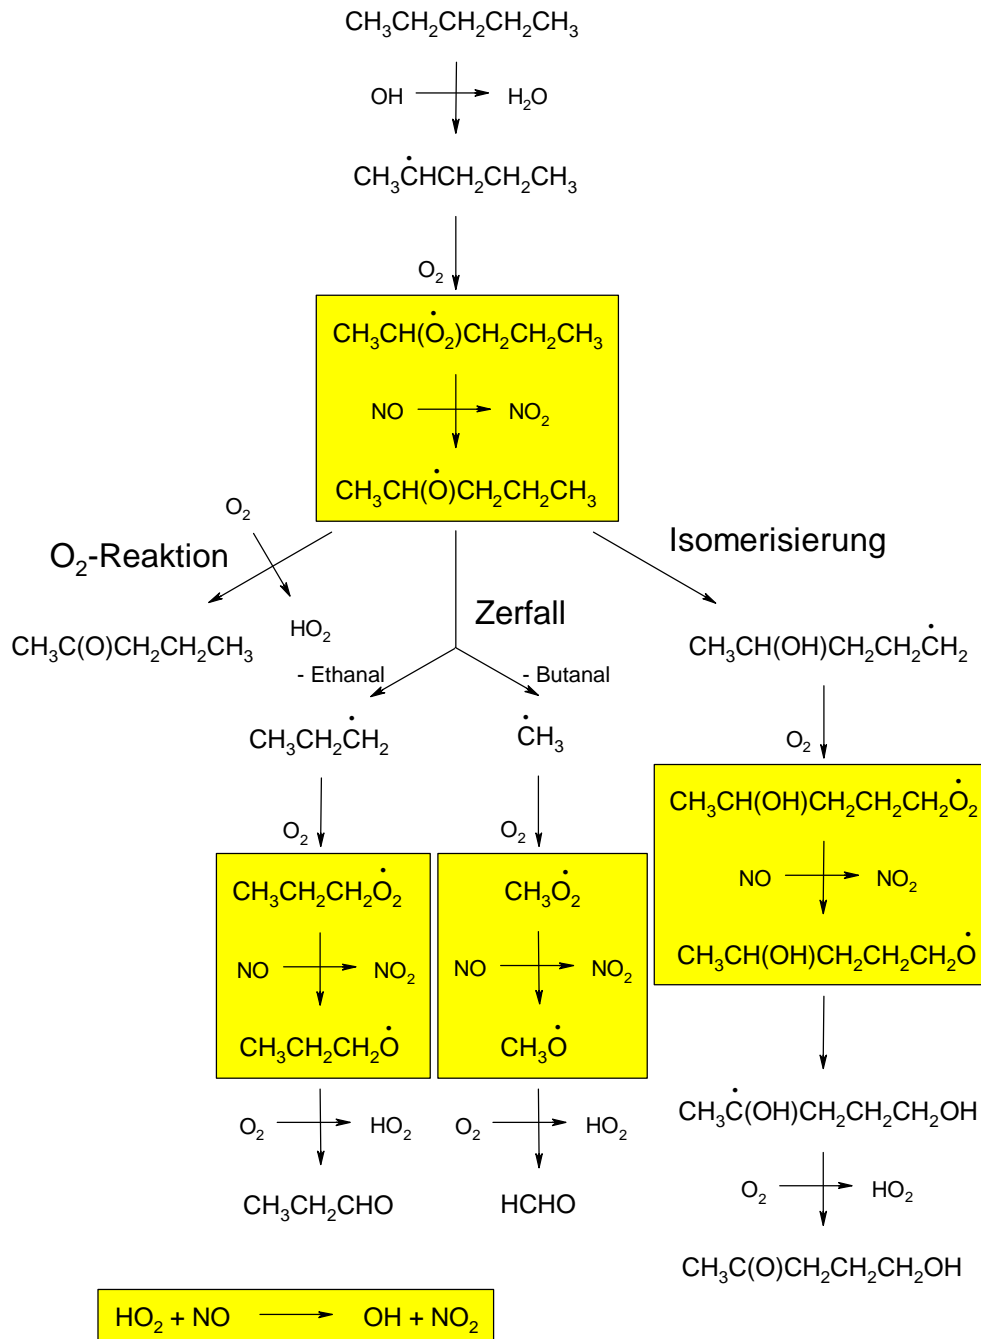 CH₃CH₂CH₂CH₂CH₃
OH → H₂O
CH₃ĊHCH₂CH₂CH₃
O₂
CH₃CH(Ȯ₂)CH₂CH₂CH₃
NO → NO₂
CH₃CH(Ȯ)CH₂CH₂CH₃
O₂
O₂-Reaktion
HO₂
CH₃C(O)CH₂CH₂CH₃
Zerfall
- Ethanal
- Butanal
CH₃CH₂ĊH₂
O₂
CH₃CH₂CH₂Ȯ₂
NO → NO₂
CH₃CH₂CH₂Ȯ
O₂ → HO₂
CH₃CH₂CHO
ĊH₃
O₂
CH₃Ȯ₂
NO → NO₂
CH₃Ȯ
O₂ → HO₂
HCHO
Isomerisierung
CH₃CH(OH)CH₂CH₂ĊH₂
O₂
CH₃CH(OH)CH₂CH₂CH₂Ȯ₂
NO → NO₂
CH₃CH(OH)CH₂CH₂CH₂Ȯ
CH₃Ċ(OH)CH₂CH₂CH₂OH
O₂ → HO₂
CH₃C(O)CH₂CH₂CH₂OH
HO₂ + NO → OH + NO₂